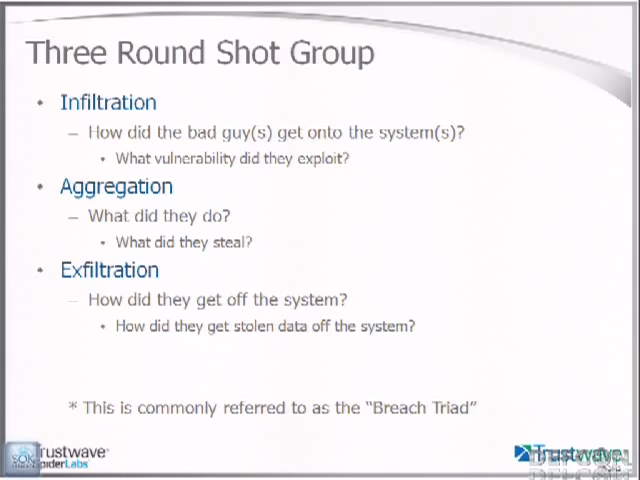 Three Round Shot Group
• Infiltration
– How did the bad guy(s) get onto the system(s)?
• What vulnerability did they exploit?
• Aggregation
– What did they do?
• What did they steal?
• Exfiltration
– How did they get off the system?
• How did they get stolen data off the system?
* This is commonly referred to as the “Breach Triad”
Trustwave
SpiderLabs
Trustwave
DEFCON